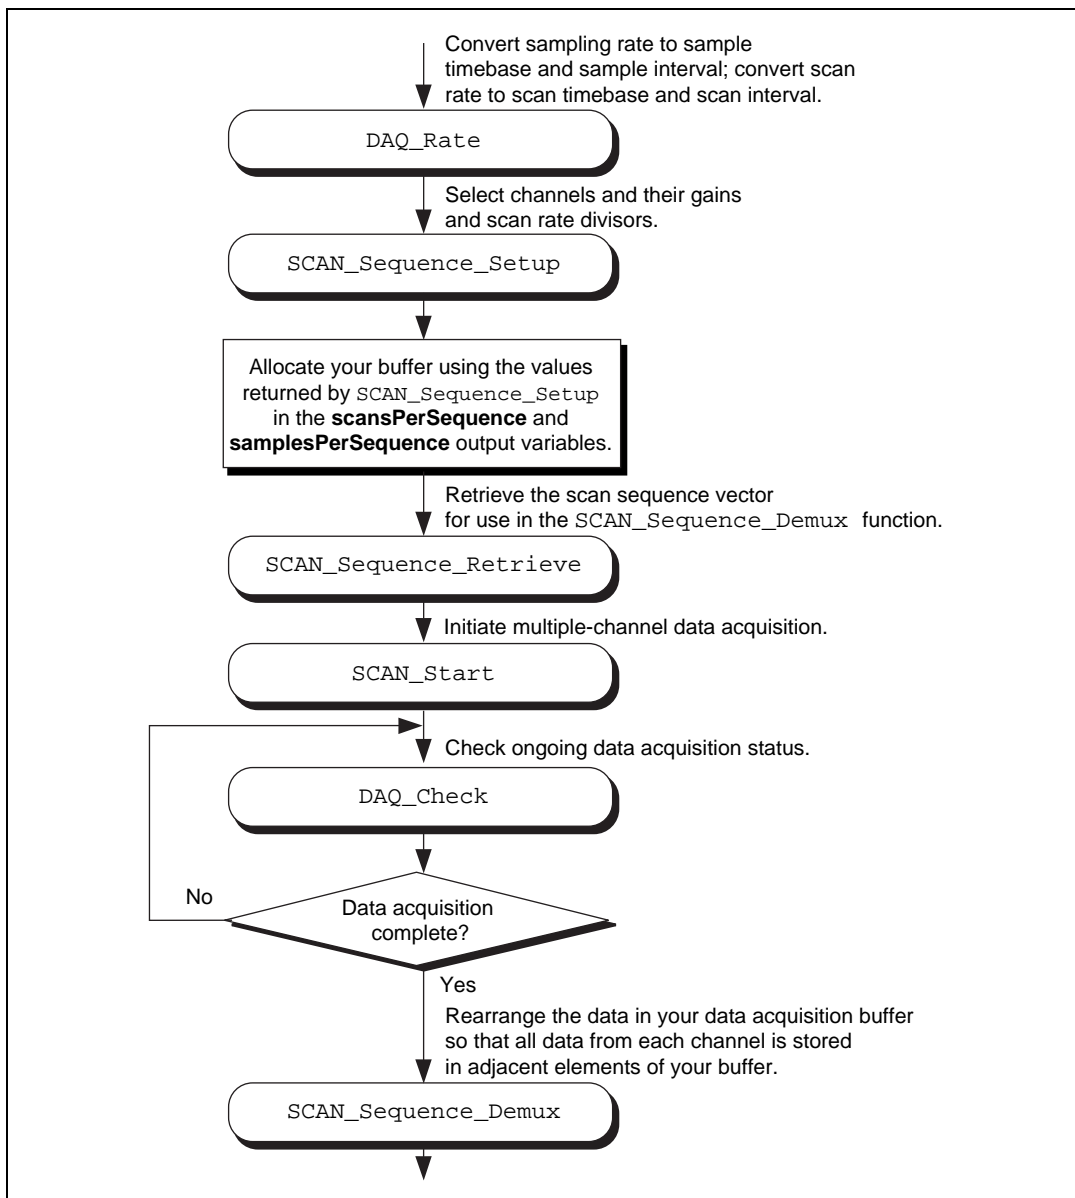 Convert sampling rate to sample
timebase and sample interval; convert scan
rate to scan timebase and scan interval.
DAQ_Rate
Select channels and their gains
and scan rate divisors.
SCAN_Sequence_Setup
Allocate your buffer using the values
returned by SCAN_Sequence_Setup
in the scansPerSequence and
samplesPerSequence output variables.
Retrieve the scan sequence vector
for use in the SCAN_Sequence_Demux function.
SCAN_Sequence_Retrieve
Initiate multiple-channel data acquisition.
SCAN_Start
Check ongoing data acquisition status.
DAQ_Check
No
Data acquisition
complete?
Yes
Rearrange the data in your data acquisition buffer
so that all data from each channel is stored
in adjacent elements of your buffer.
SCAN_Sequence_Demux